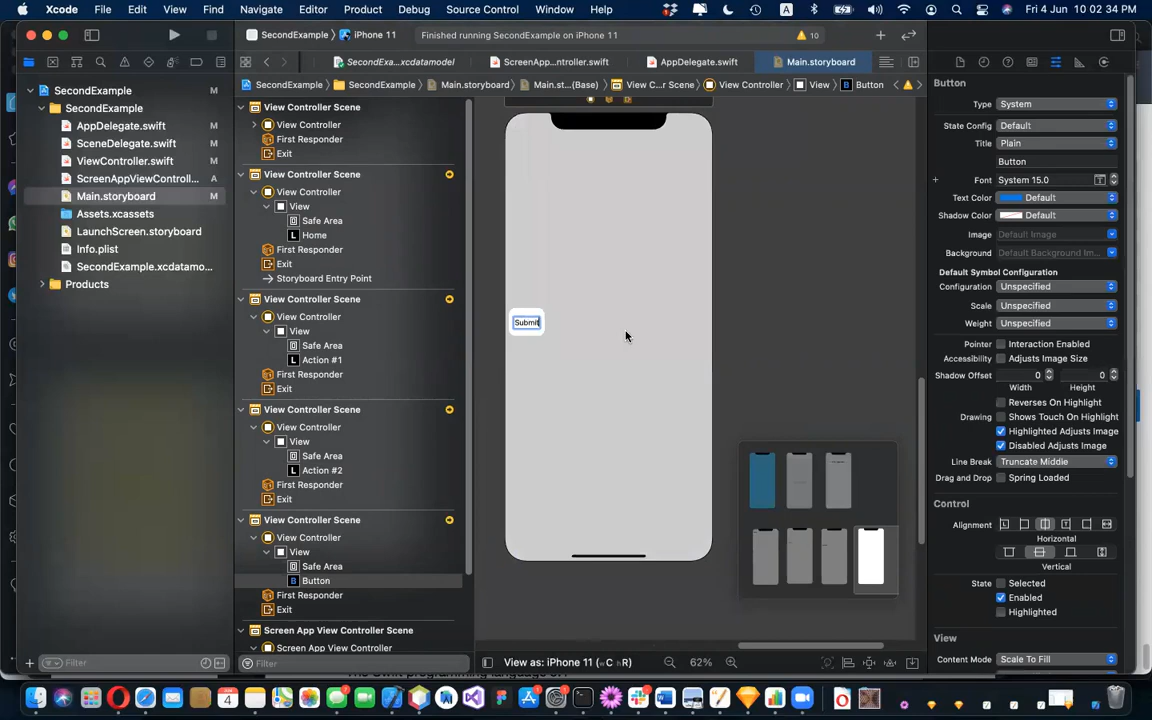 Xcode File Edit View Find Navigate Editor Product Debug Source Control Window Help A Fri 4 Jun 10 02 34 PM
SecondExample iPhone 11 Finished running SecondExample on iPhone 11 10
SecondExa...xcdatamodel ScreenApp...ntroller.swift AppDelegate.swift Main.storyboard
SecondExample SecondExample Main.storyboard Main.st...(Base) View C...r Scene View Controller View B Button
SecondExample M
SecondExample
AppDelegate.swift M
SceneDelegate.swift M
ViewController.swift M
ScreenAppViewControll... A
Main.storyboard M
Assets.xcassets
LaunchScreen.storyboard
Info.plist
SecondExample.xcdatamo...
Products
Filter
View Controller Scene
View Controller
First Responder
Exit
View Controller Scene
View Controller
View
Safe Area
L Home
First Responder
Exit
Storyboard Entry Point
View Controller Scene
View Controller
View
Safe Area
L Action #1
First Responder
Exit
View Controller Scene
View Controller
View
Safe Area
L Action #2
First Responder
Exit
View Controller Scene
View Controller
View
Safe Area
B Button
First Responder
Exit
Screen App View Controller Scene
Screen App View Controller
Filter
Submit
View as: iPhone 11 (wC hR) 62%
Button
Type System
State Config Default
Title Plain
Button
Font System 15.0
Text Color Default
Shadow Color Default
Image Default Image
Background Default Background Im...
Default Symbol Configuration
Configuration Unspecified
Scale Unspecified
Weight Unspecified
Pointer Interaction Enabled
Accessibility Adjusts Image Size
Shadow Offset 0 0
Width Height
Reverses On Highlight
Drawing Shows Touch On Highlight
Highlighted Adjusts Image
Disabled Adjusts Image
Line Break Truncate Middle
Drag and Drop Spring Loaded
Control
Alignment
Horizontal
Vertical
State Selected
Enabled
Highlighted
View
Content Mode Scale To Fill